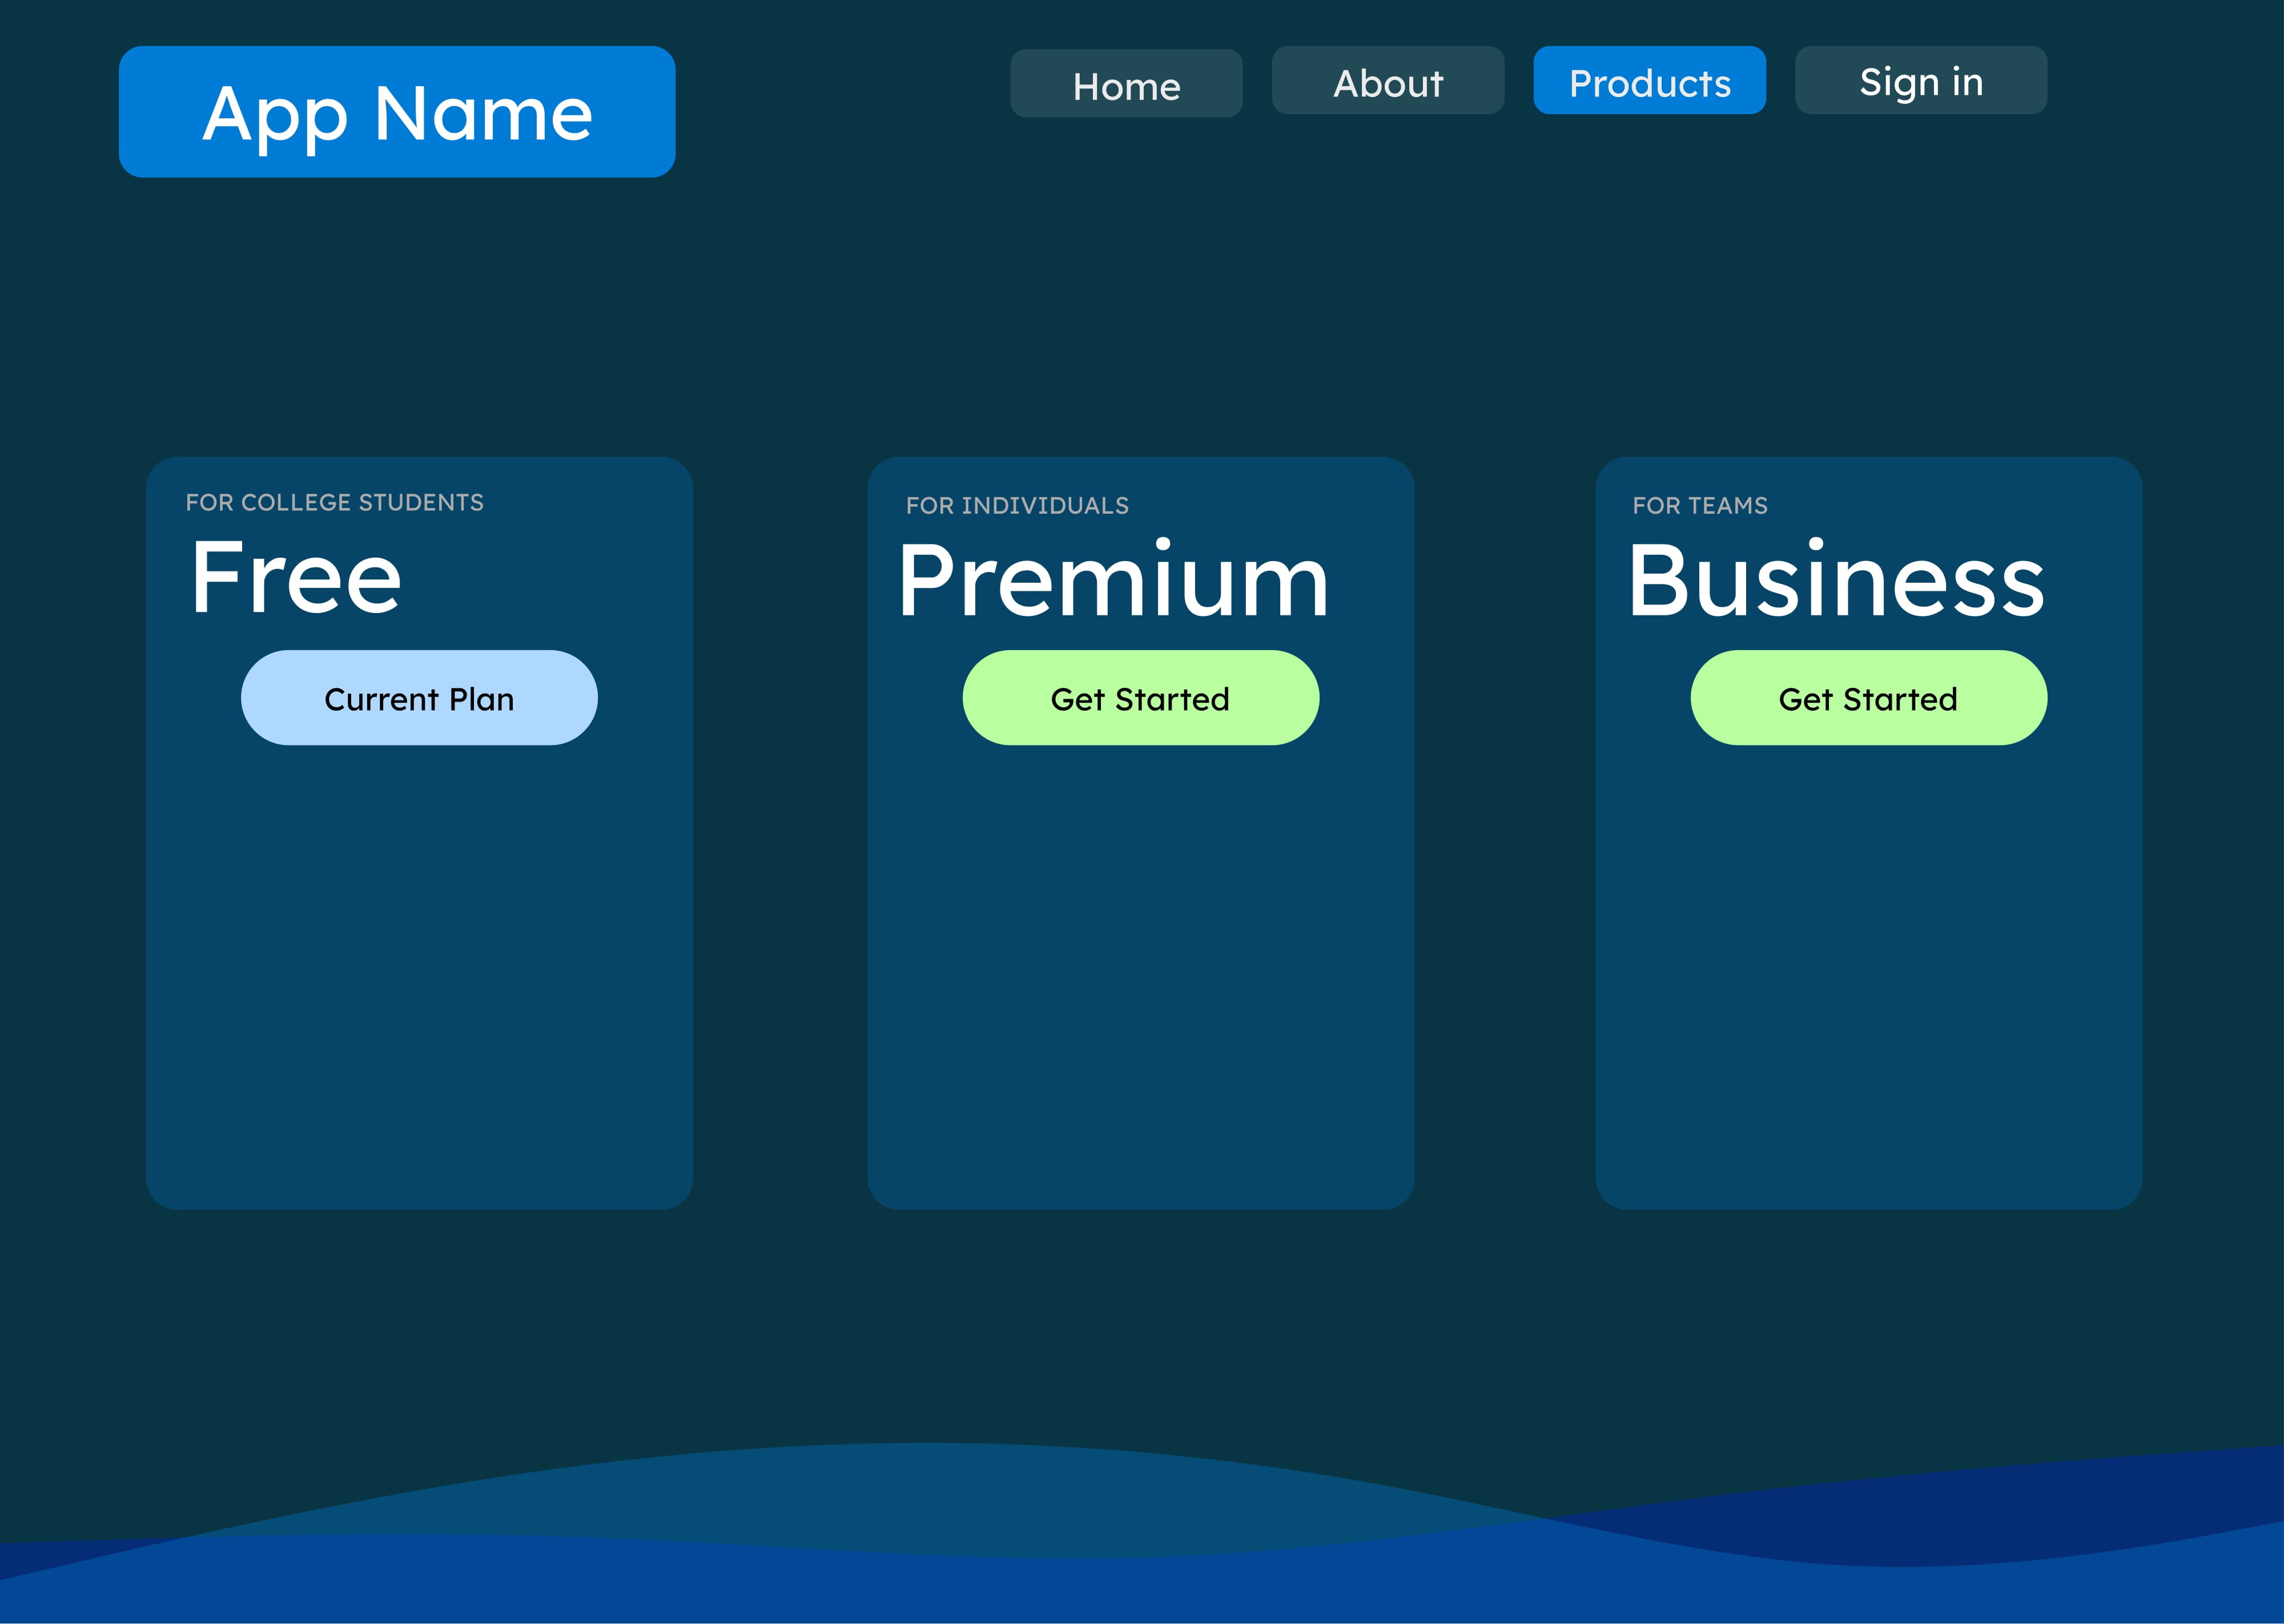 App Name
Home
About
Products
Sign in
FOR COLLEGE STUDENTS
Free
Current Plan
FOR INDIVIDUALS
Premium
Get Started
FOR TEAMS
Business
Get Started